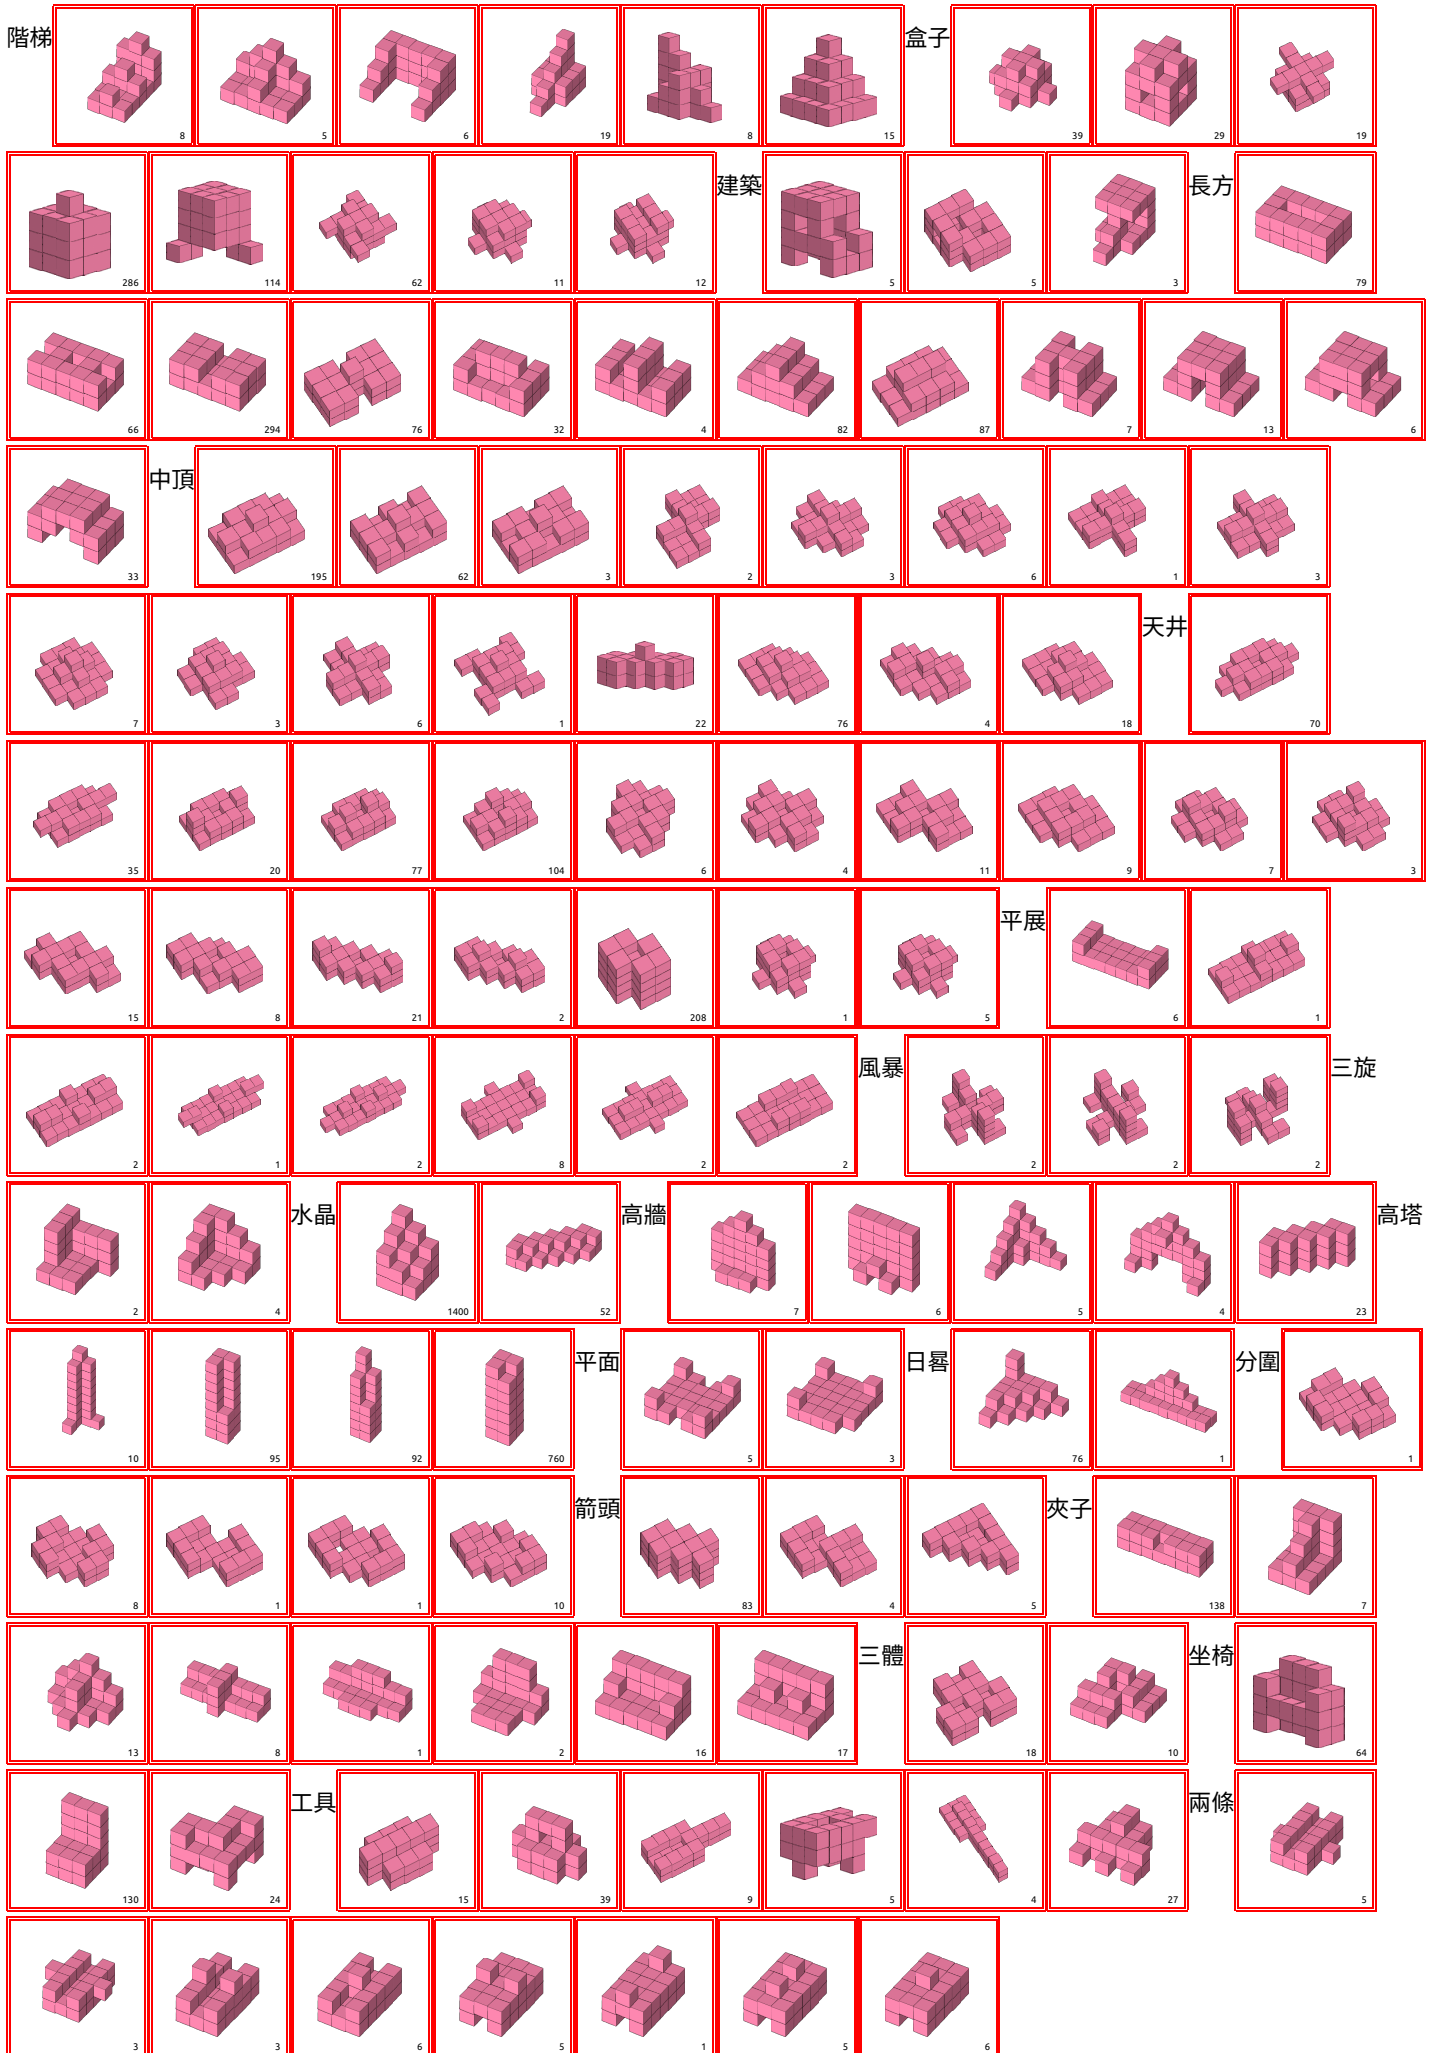 階梯 8 5 6 19 8 15 盒子 39 29 19
286 114 62 11 12 建築 5 5 3 長方 79
66 294 76 32 4 82 87 7 13 6
33 中頂 195 62 3 2 3 6 1 3
7 3 6 1 22 76 4 18 天井 70
35 20 77 104 6 4 11 9 7 3
15 8 21 2 208 1 5 平展 6 1
2 1 2 8 2 2 風暴 2 2 2 三旋
2 4 水晶 1400 52 高牆 7 6 5 4 23 高塔
10 95 92 760 平面 5 3 日晷 76 1 分圍 1
8 1 1 10 箭頭 83 4 5 夾子 138 7
13 8 1 2 16 17 三體 18 10 坐椅 64
130 24 工具 15 39 9 5 4 27 兩條 5
3 3 6 5 1 5 6